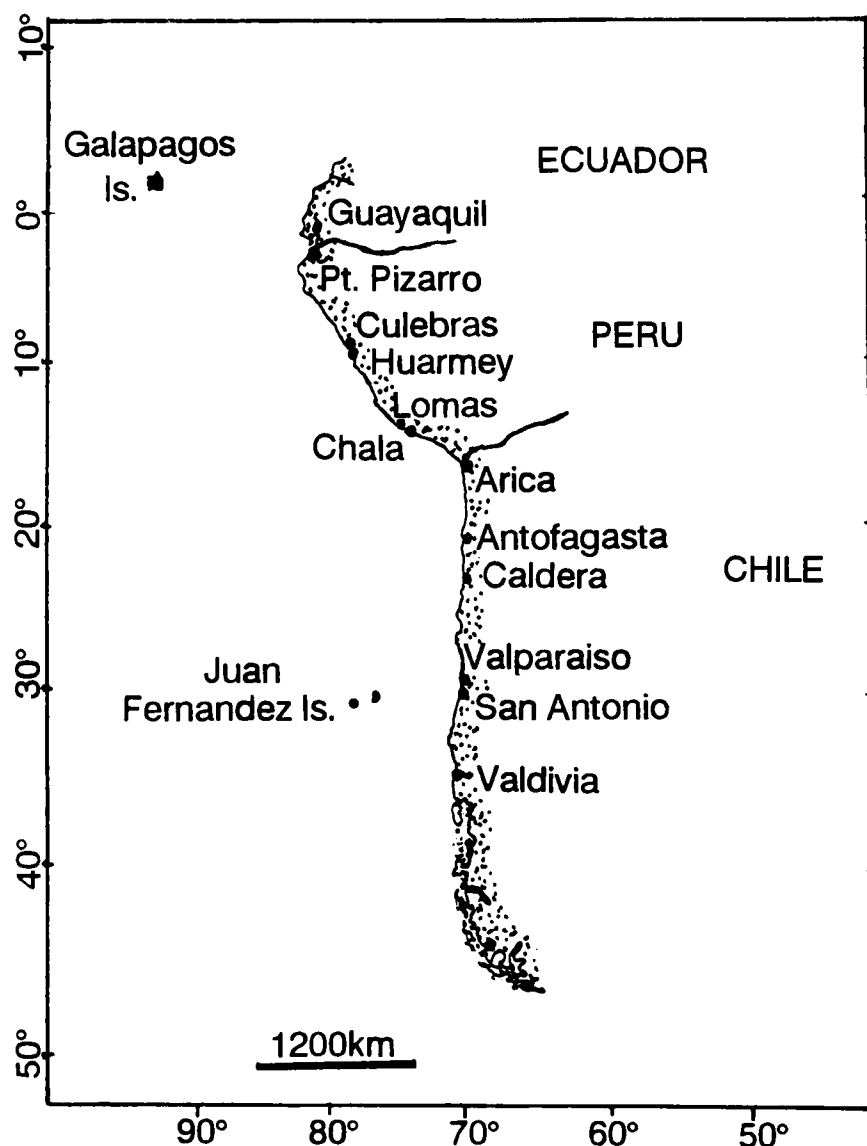 10°
Galapagos
Is.
ECUADOR
0°
Guayaquil
Pt. Pizarro
Culebras
PERU
10°
Huarmey
Lomas
Chala
Arica
20°
Antofagasta
Caldera
CHILE
Valparaiso
30°
Juan
Fernandez Is.
San Antonio
Valdivia
40°
1200km
50°
90°
80°
70°
60°
50°